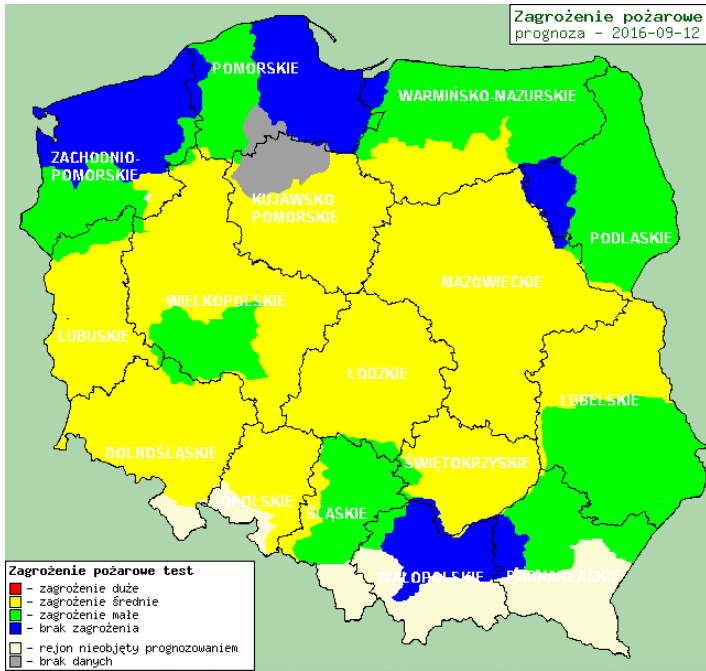 Zagrożenie pożarowe
prognoza - 2016-09-12
POMORSKIE
WARMIŃSKO-MAZURSKIE
ZACHODNIO-
POMORSKIE
KUJAWSKO-
POMORSKIE
PODLASKIE
MAZOWIECKIE
WIELKOPOLSKIE
LUBUSKIE
ŁÓDZKIE
LUBELSKIE
DOLNOŚLĄSKIE
ŚWIĘTOKRZYSKIE
OPOLSKIE
ŚLĄSKIE
MAŁOPOLSKIE
PODKARPACKIE
Zagrożenie pożarowe test
- zagrożenie duże
- zagrożenie średnie
- zagrożenie małe
- brak zagrożenia
- rejon nieobjęty prognozowaniem
- brak danych